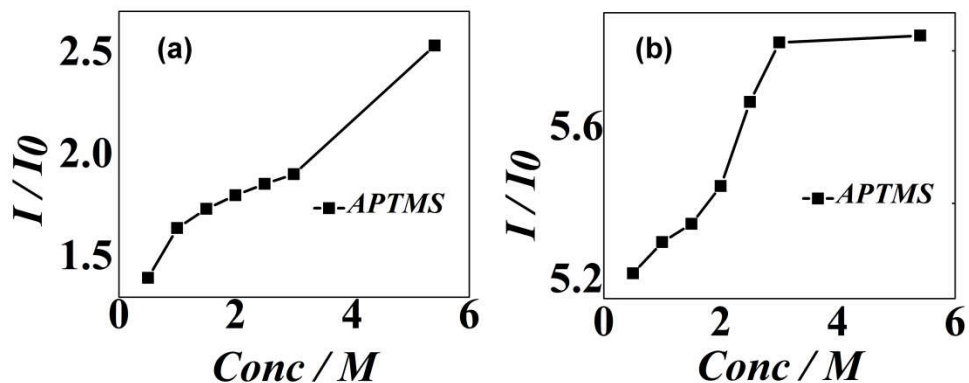 (a)
2.5
2.0
1.5
I / I0
-■-APTMS
0 2 4 6
Conc / M
(b)
5.6
5.2
I / I0
-■-APTMS
0 2 4 6
Conc / M